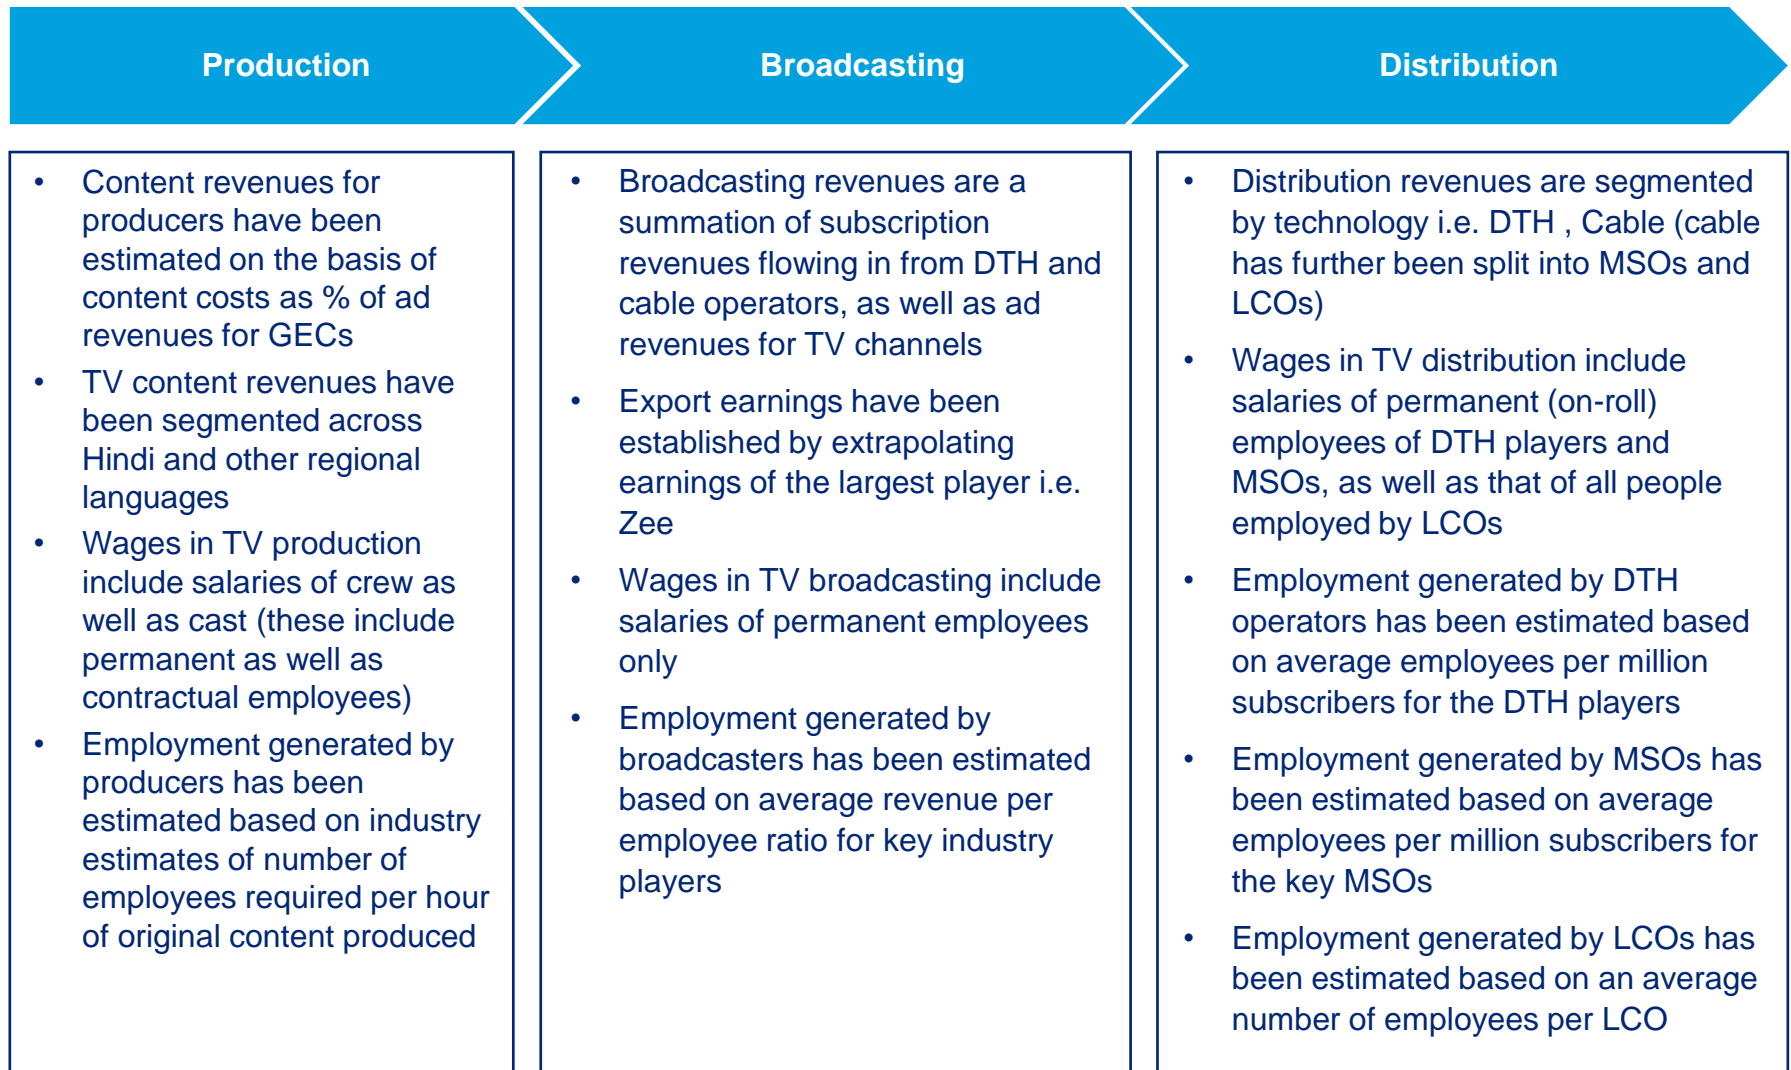 Production
Broadcasting
Distribution
• Content revenues for
producers have been
estimated on the basis of
content costs as % of ad
revenues for GECs
• TV content revenues have
been segmented across
Hindi and other regional
languages
• Wages in TV production
include salaries of crew as
well as cast (these include
permanent as well as
contractual employees)
• Employment generated by
producers has been
estimated based on industry
estimates of number of
employees required per hour
of original content produced
• Broadcasting revenues are a
summation of subscription
revenues flowing in from DTH and
cable operators, as well as ad
revenues for TV channels
• Export earnings have been
established by extrapolating
earnings of the largest player i.e.
Zee
• Wages in TV broadcasting include
salaries of permanent employees
only
• Employment generated by
broadcasters has been estimated
based on average revenue per
employee ratio for key industry
players
• Distribution revenues are segmented
by technology i.e. DTH , Cable (cable
has further been split into MSOs and
LCOs)
• Wages in TV distribution include
salaries of permanent (on-roll)
employees of DTH players and
MSOs, as well as that of all people
employed by LCOs
• Employment generated by DTH
operators has been estimated based
on average employees per million
subscribers for the DTH players
• Employment generated by MSOs has
been estimated based on average
employees per million subscribers for
the key MSOs
• Employment generated by LCOs has
been estimated based on an average
number of employees per LCO